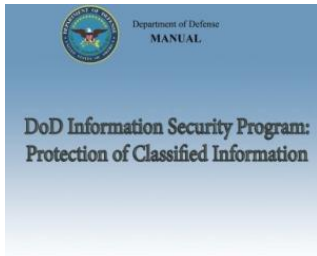 Department of Defense
MANUAL
DoD Information Security Program:
Protection of Classified Information